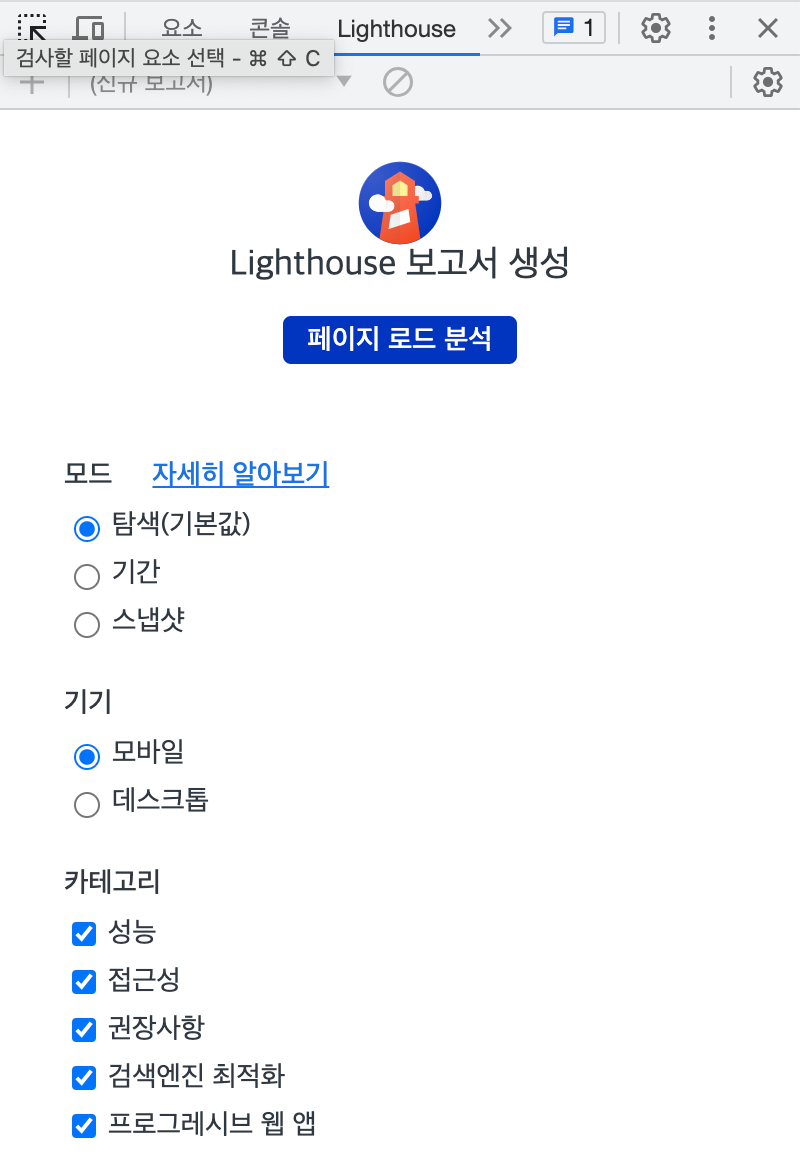 요소 콘솔 Lighthouse 1
검사할 페이지 요소 선택 - ⌘ ⇧ C
(신규 보고서)
Lighthouse 보고서 생성
페이지 로드 분석
모드 자세히 알아보기
탐색(기본값)
기간
스냅샷
기기
모바일
데스크톱
카테고리
성능
접근성
권장사항
검색엔진 최적화
프로그레시브 웹 앱